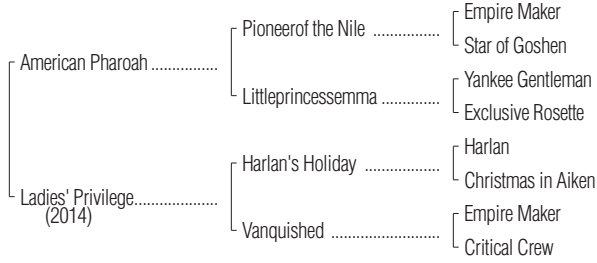 Empire Maker
Pioneerof the Nile ................
Star of Goshen
American Pharoah ................
Yankee Gentleman
Littleprincessemma ..............
Exclusive Rosette
Harlan
Harlan's Holiday ..................
Christmas in Aiken
Ladies' Privilege....................
(2014)
Empire Maker
Vanquished ..........................
Critical Crew